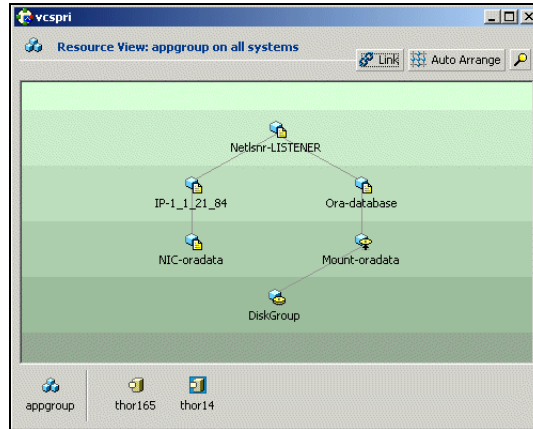 vcspri
Resource View: appgroup on all systems
Link Auto Arrange
Netlsnr-LISTENER
IP-1_1_21_84 Ora-database
NIC-oradata Mount-oradata
DiskGroup
appgroup thor165 thor14